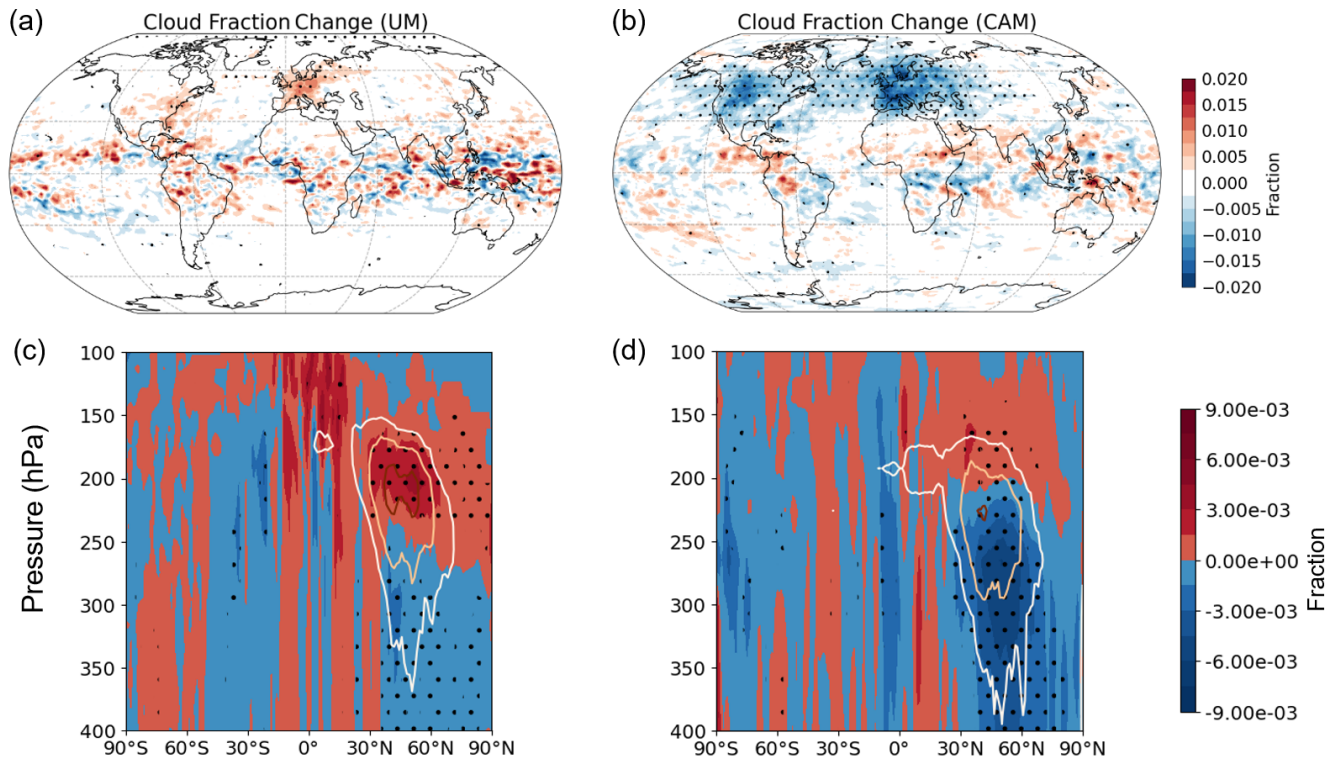 (a) Cloud Fraction Change (UM)
(b) Cloud Fraction Change (CAM)
0.020
0.015
0.010
0.005
0.000
−0.005
−0.010
−0.015
−0.020
Fraction
(c)
Pressure (hPa)
100
150
200
250
300
350
400
90°S 60°S 30°S 0° 30°N 60°N 90°N
(d)
100
150
200
250
300
350
400
90°S 60°S 30°S 0° 30°N 60°N 90°N
9.00e-03
6.00e-03
3.00e-03
0.00e+00
-3.00e-03
-6.00e-03
-9.00e-03
Fraction